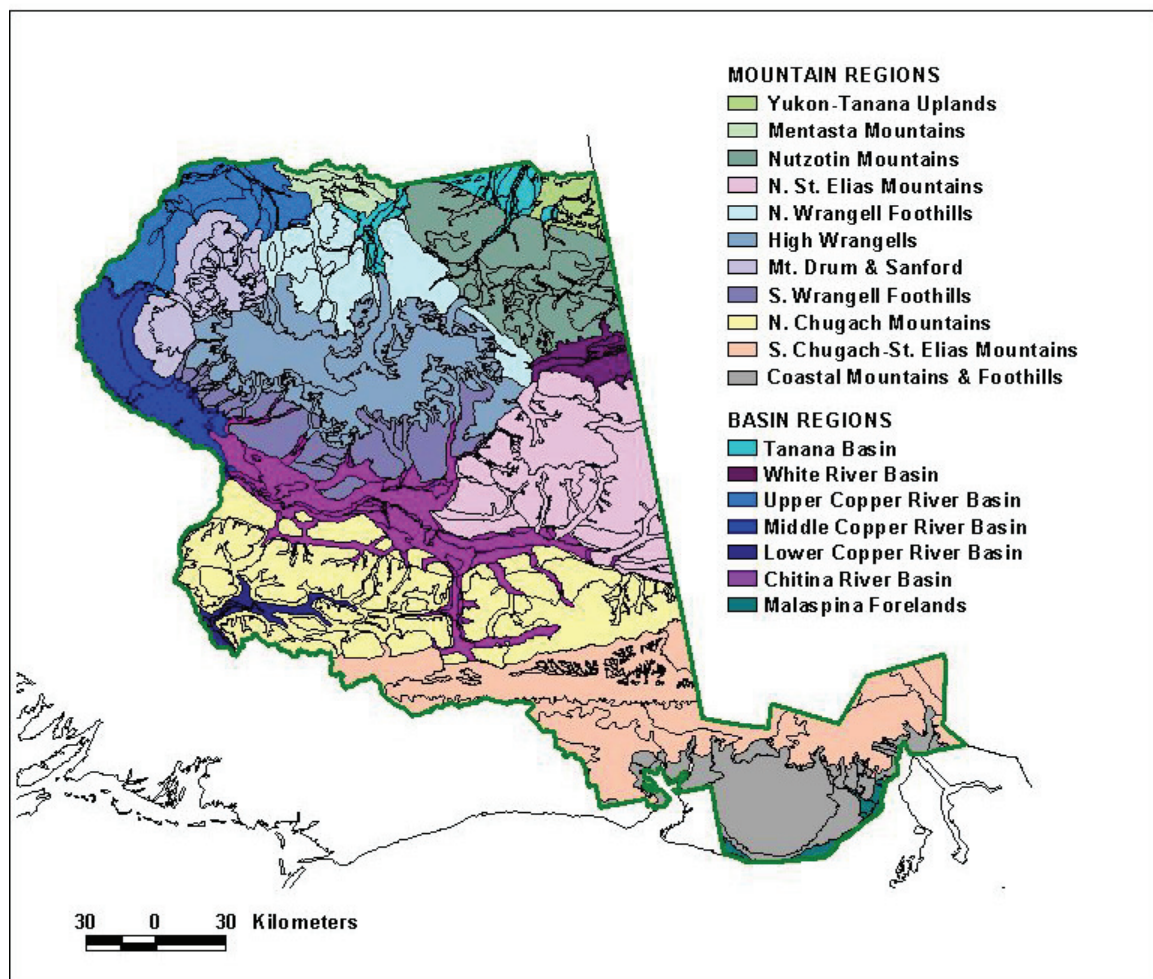 MOUNTAIN REGIONS
Yukon-Tanana Uplands
Mentasta Mountains
Nutzotin Mountains
N. St. Elias Mountains
N. Wrangell Foothills
High Wrangells
Mt. Drum & Sanford
S. Wrangell Foothills
N. Chugach Mountains
S. Chugach-St. Elias Mountains
Coastal Mountains & Foothills
BASIN REGIONS
Tanana Basin
White River Basin
Upper Copper River Basin
Middle Copper River Basin
Lower Copper River Basin
Chitina River Basin
Malaspina Forelands
30 0 30 Kilometers